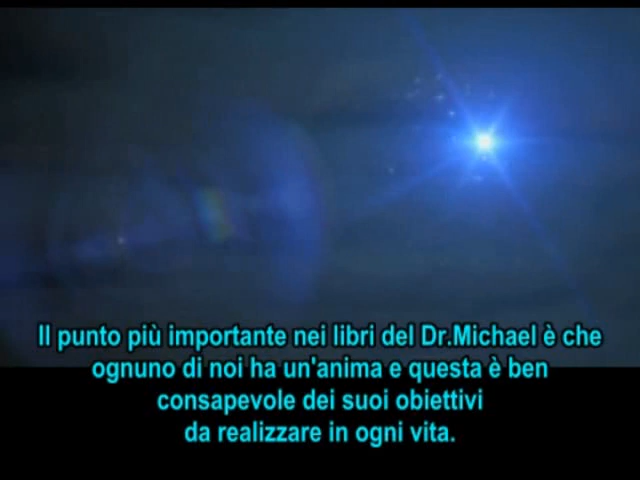 Il punto più importante nei libri del Dr.Michael è che
ognuno di noi ha un'anima e questa è ben
consapevole dei suoi obiettivi
da realizzare in ogni vita.